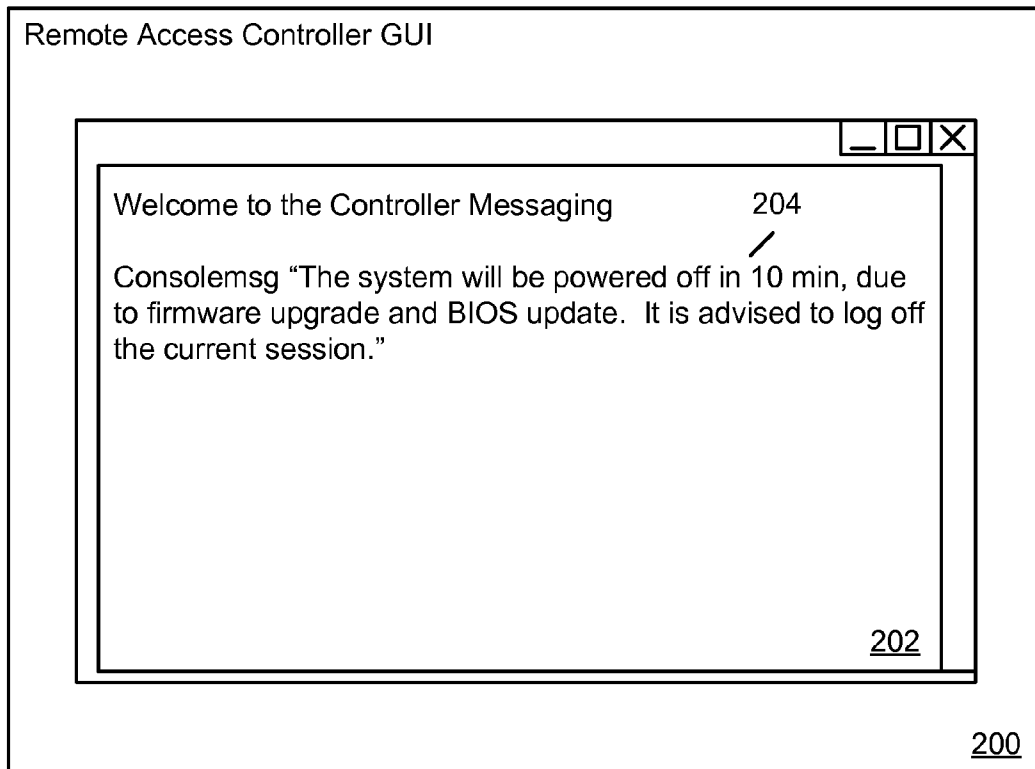 Remote Access Controller GUI
Welcome to the Controller Messaging
204
Consolemsg “The system will be powered off in 10 min, due
to firmware upgrade and BIOS update.  It is advised to log off
the current session.”
202
200